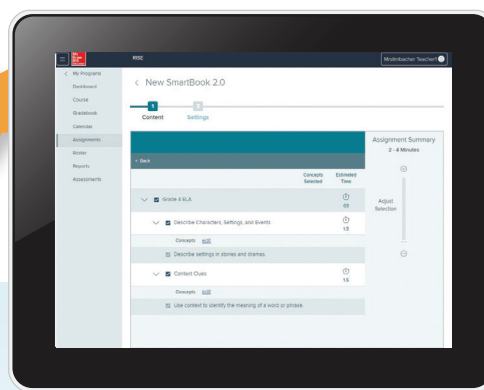 RISE
Mrdimbacher Teacher1
My Programs
Dashboard
Course
Gradebook
Calendar
Assignments
Roster
Reports
Assessments
New SmartBook 2.0
1
2
Content
Settings
Back
Concepts Selected
Estimated Time
Grade 4 ELA
Describe Characters, Settings, and Events
Concepts edit
Describe settings in stories and dramas.
Context Clues
Concepts edit
Use context to identify the meaning of a word or phrase.
Assignment Summary
2 - 4 Minutes
Adjust Selection